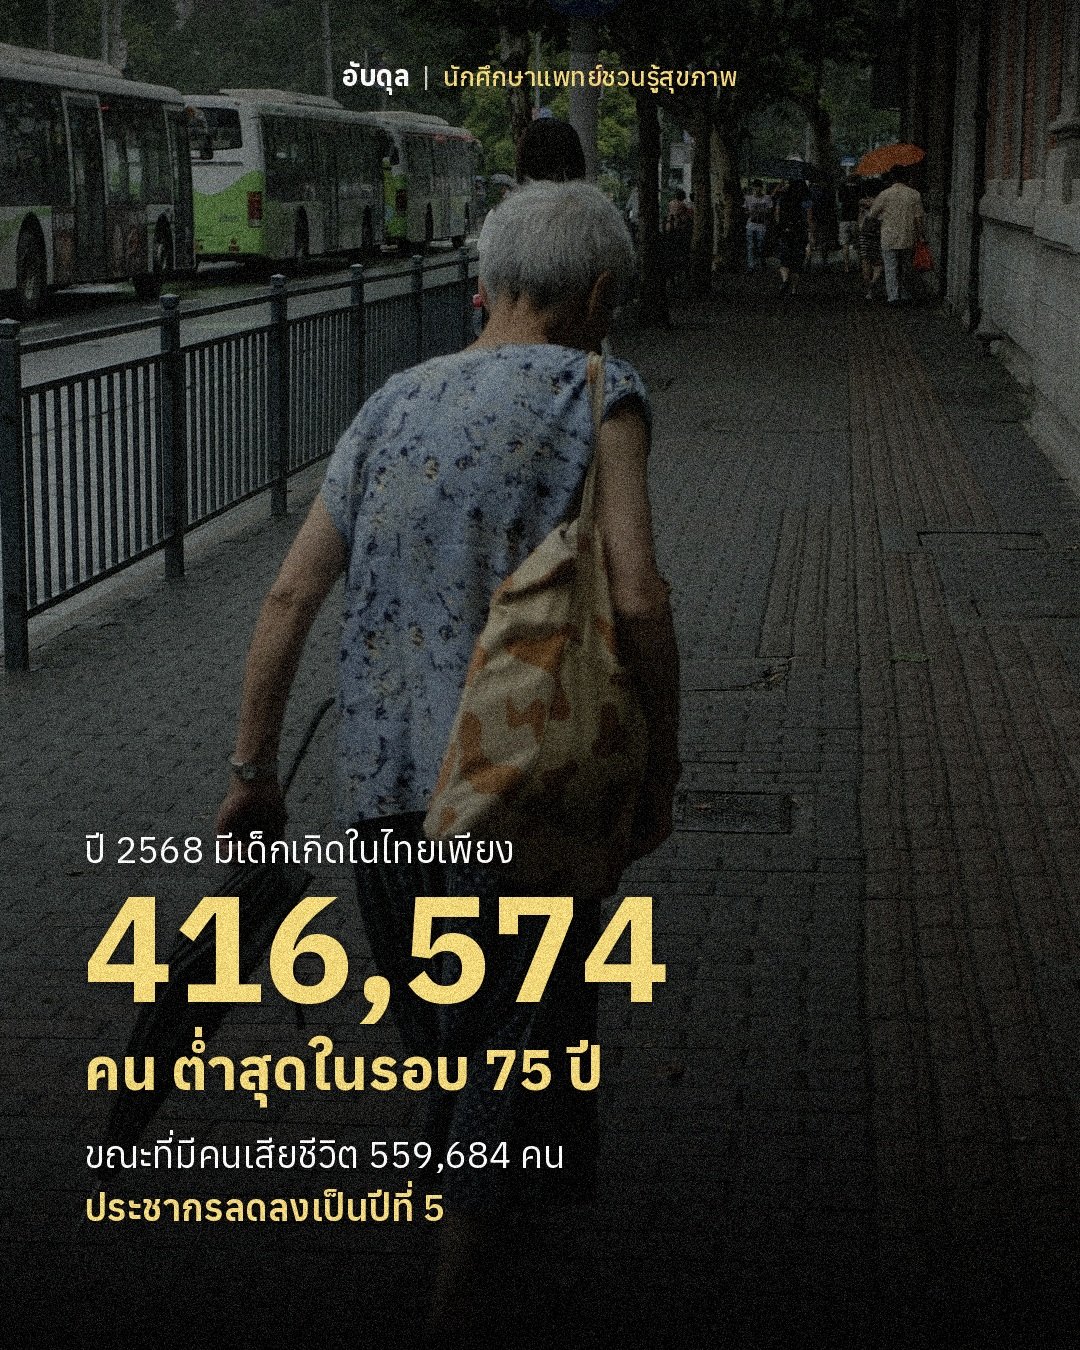 อับดุล | นักศึกษาแพทย์ชวนรู้สุขภาพ
ปี 2568 มีเด็กเกิดในไทยเพียง
416,574
คน ต่ำสุดในรอบ 75 ปี
ขณะที่มีคนเสียชีวิต 559,684 คน
ประชากรลดลงเป็นปีที่ 5